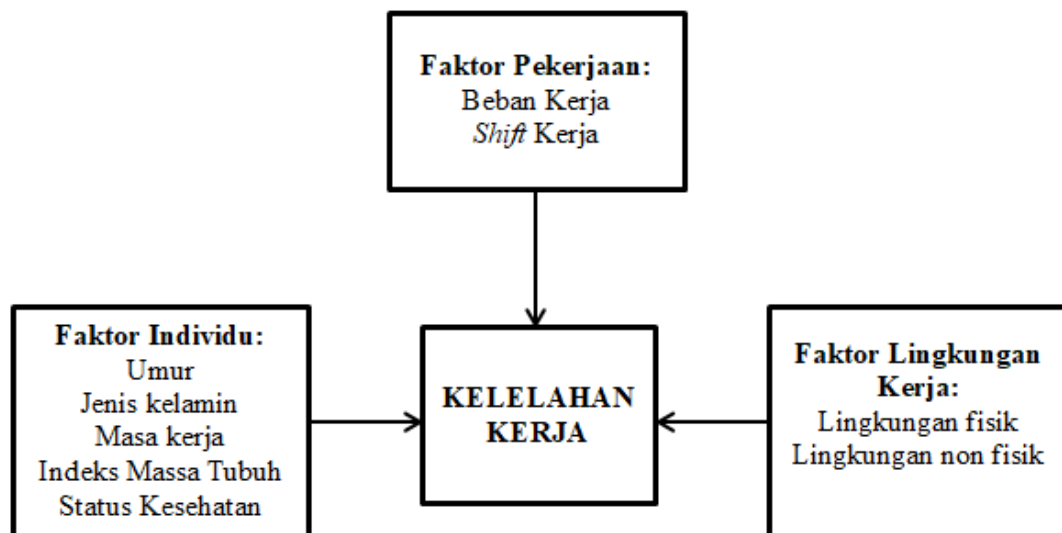 Faktor Pekerjaan:
Beban Kerja
Shift Kerja
Faktor Individu:
Umur
Jenis kelamin
Masa kerja
Indeks Massa Tubuh
Status Kesehatan
KELELAHAN
KERJA
Faktor Lingkungan
Kerja:
Lingkungan fisik
Lingkungan non fisik